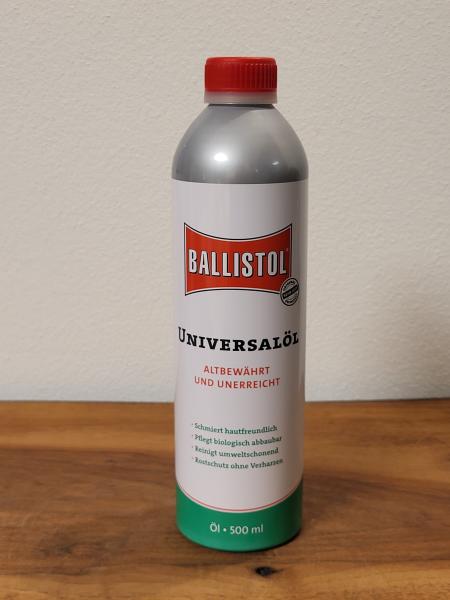 BALLISTOL
UNIVERSALÖL
ALTBEWÄHRT
UND UNERREICHT
· Schmiert hautfreundlich
· Pflegt biologisch abbaubar
· Reinigt umweltschonend
· Rostschutz ohne Verharzen
Öl • 500 ml